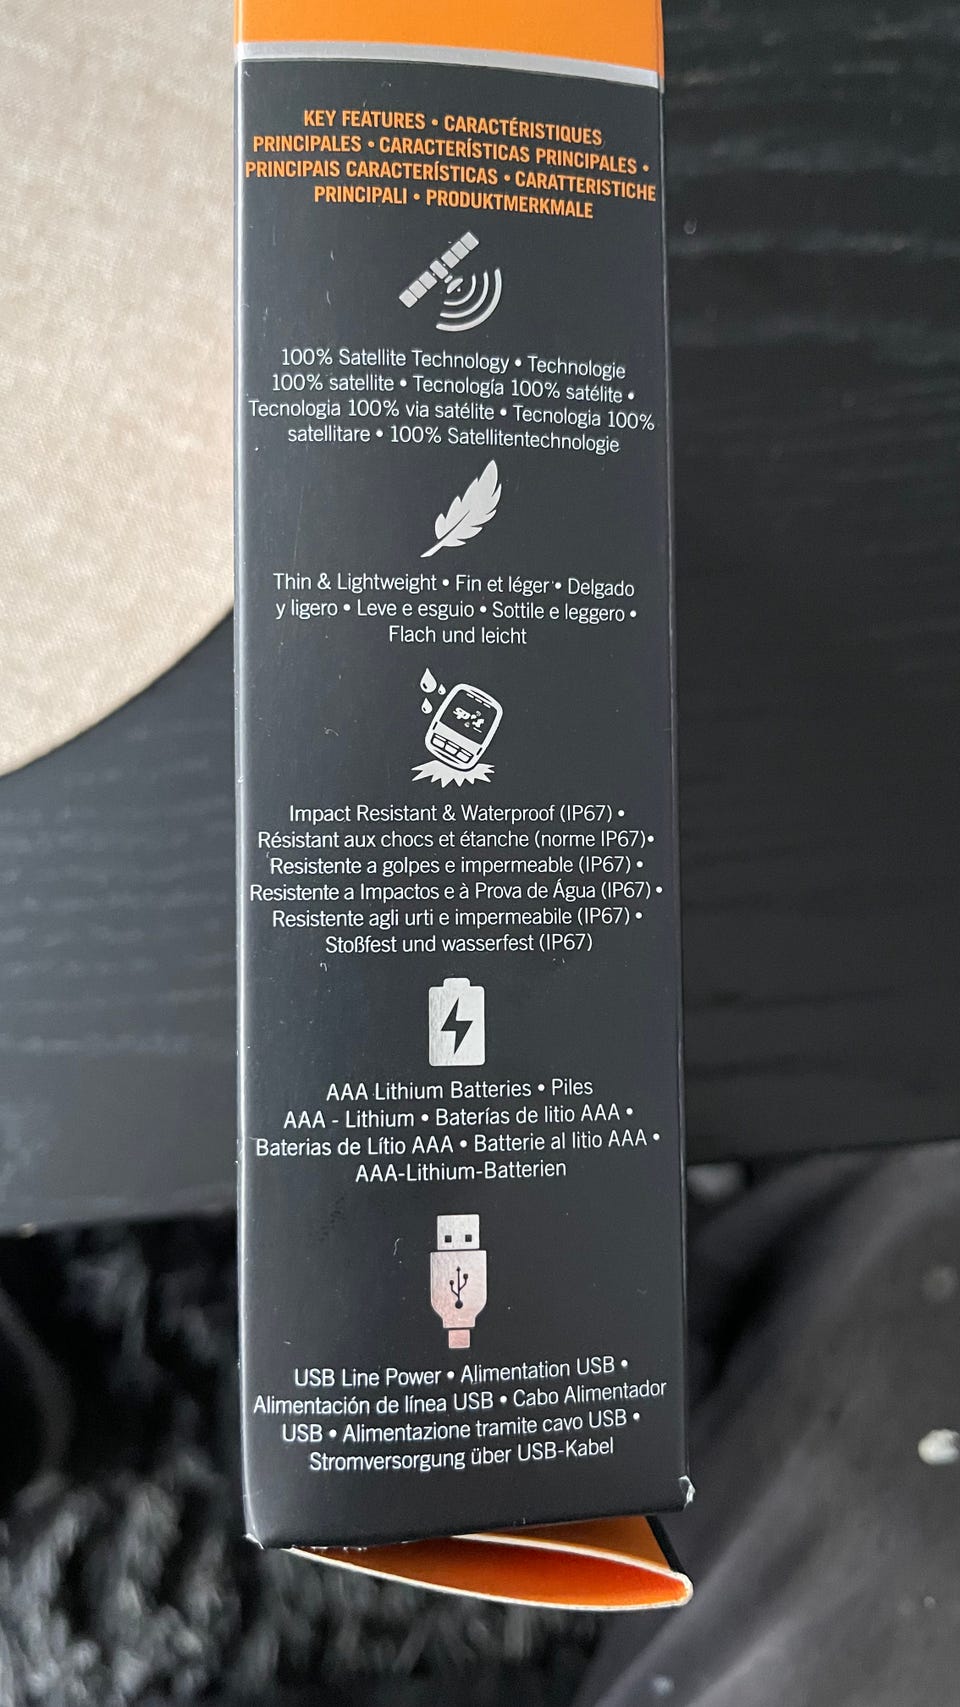 KEY FEATURES • CARACTÉRISTIQUES
PRINCIPALES • CARACTERÍSTICAS PRINCIPALES •
PRINCIPAIS CARACTERÍSTICAS • CARATTERISTICHE
PRINCIPALI • PRODUKTMERKMALE
100% Satellite Technology • Technologie
100% satellite • Tecnología 100% satélite •
Tecnologia 100% via satélite • Tecnologia 100%
satellitare • 100% Satellitentechnologie
Thin & Lightweight • Fin et léger • Delgado
y ligero • Leve e esguio • Sottile e leggero •
Flach und leicht
spot
Impact Resistant & Waterproof (IP67) •
Résistant aux chocs et étanche (norme IP67)•
Resistente a golpes e impermeable (IP67) •
Resistente a Impactos e à Prova de Água (IP67) •
Resistente agli urti e impermeabile (IP67) •
Stoßfest und wasserfest (IP67)
AAA Lithium Batteries • Piles
AAA - Lithium • Baterías de litio AAA •
Baterias de Lítio AAA • Batterie al litio AAA •
AAA-Lithium-Batterien
USB Line Power • Alimentation USB •
Alimentación de línea USB • Cabo Alimentador
USB • Alimentazione tramite cavo USB •
Stromversorgung über USB-Kabel